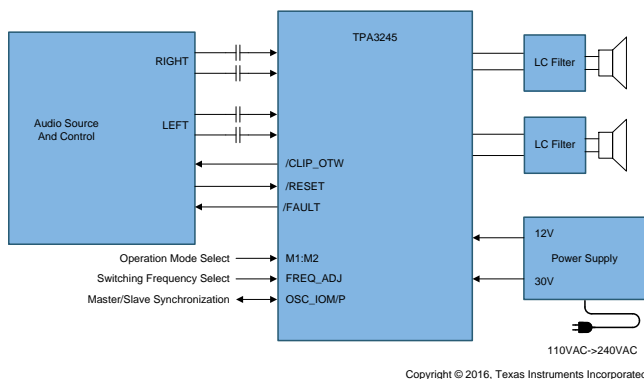 TPA3245
RIGHT
LC Filter
Audio Source
And Control
LEFT
LC Filter
/CLIP_OTW
/RESET
/FAULT
12V
Operation Mode Select
M1:M2
Power Supply
Switching Frequency Select
FREQ_ADJ
30V
Master/Slave Synchronization
OSC_IOM/P
110VAC->240VAC
Copyright © 2016, Texas Instruments Incorporated